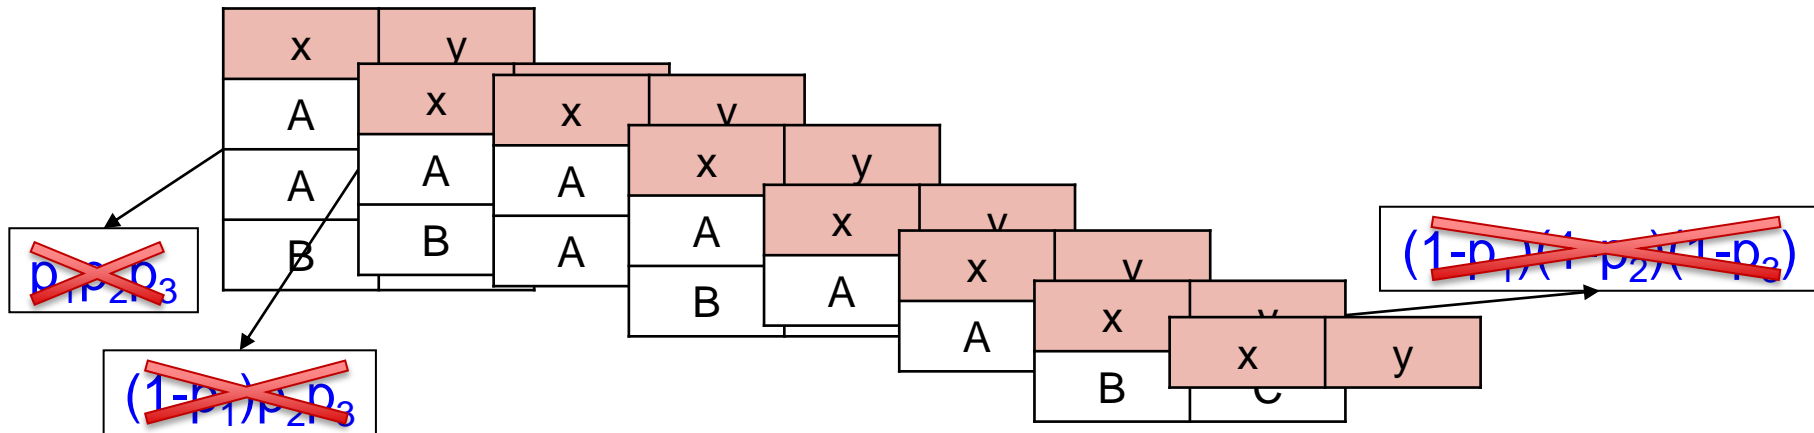 x y
A
A
B
x
A
B
x y
A
A
x y
A
B
x y
A
x y
A
x y
B C
x y
p₁p₂p₃
(1-p₁)p₂p₃
(1-p₁)(1-p₂)(1-p₃)